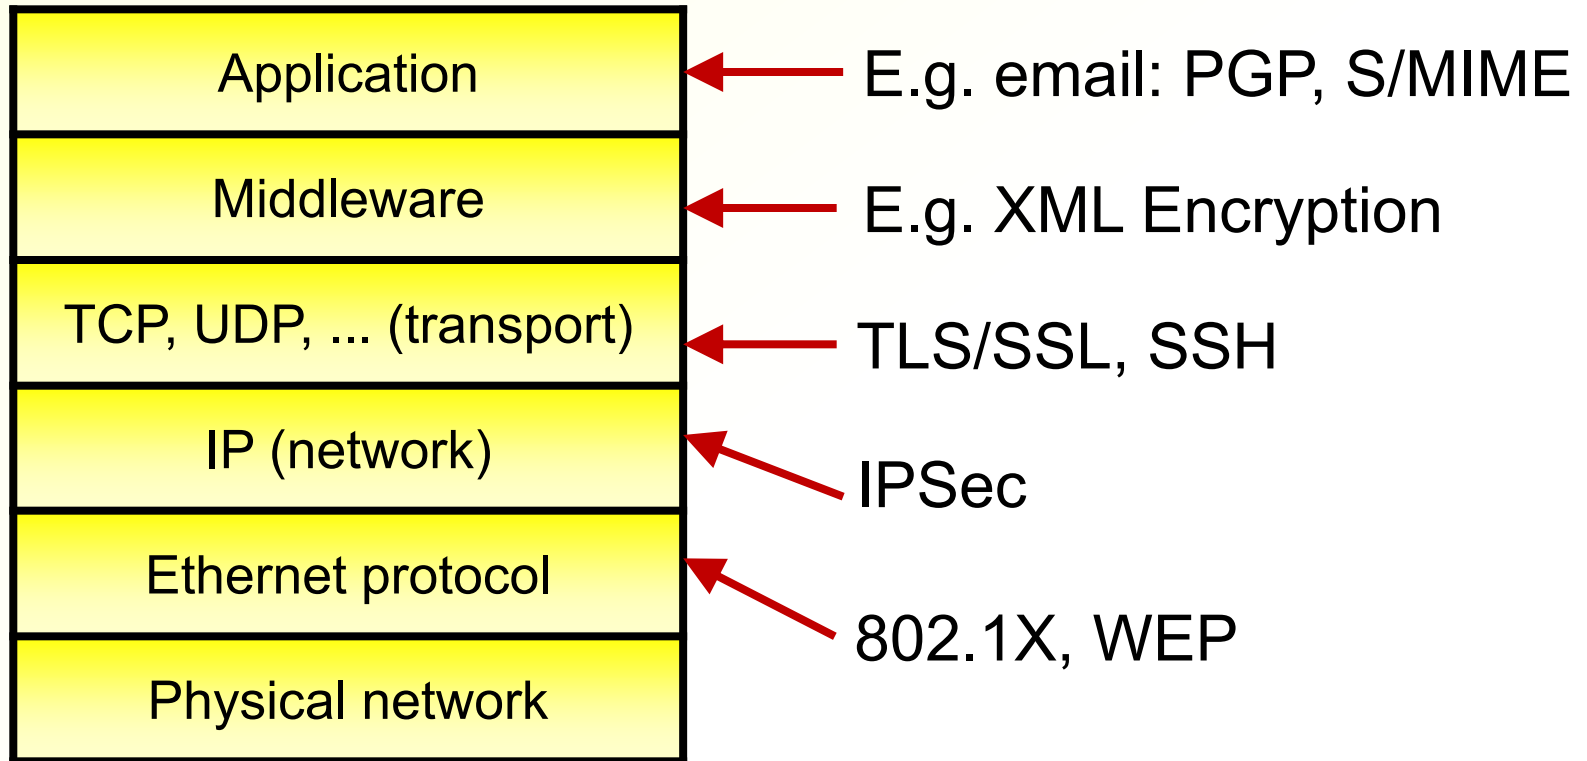 Application
E.g. email: PGP, S/MIME
Middleware
E.g. XML Encryption
TCP, UDP, ... (transport)
TLS/SSL, SSH
IP (network)
IPSec
Ethernet protocol
802.1X, WEP
Physical network